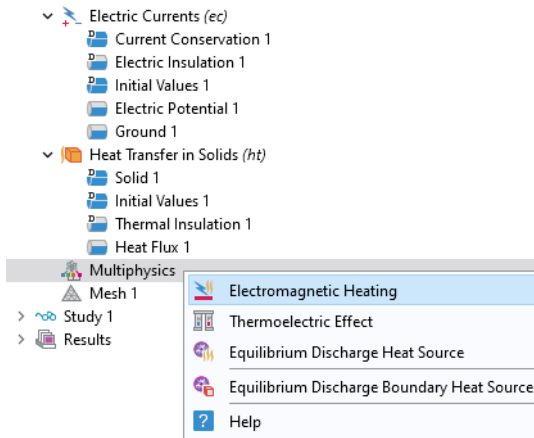 Electric Currents (ec)
Current Conservation 1
Electric Insulation 1
Initial Values 1
Electric Potential 1
Ground 1
Heat Transfer in Solids (ht)
Solid 1
Initial Values 1
Thermal Insulation 1
Heat Flux 1
Multiphysics
Mesh 1
Study 1
Results
Electromagnetic Heating
Thermoelectric Effect
Equilibrium Discharge Heat Source
Equilibrium Discharge Boundary Heat Source
Help